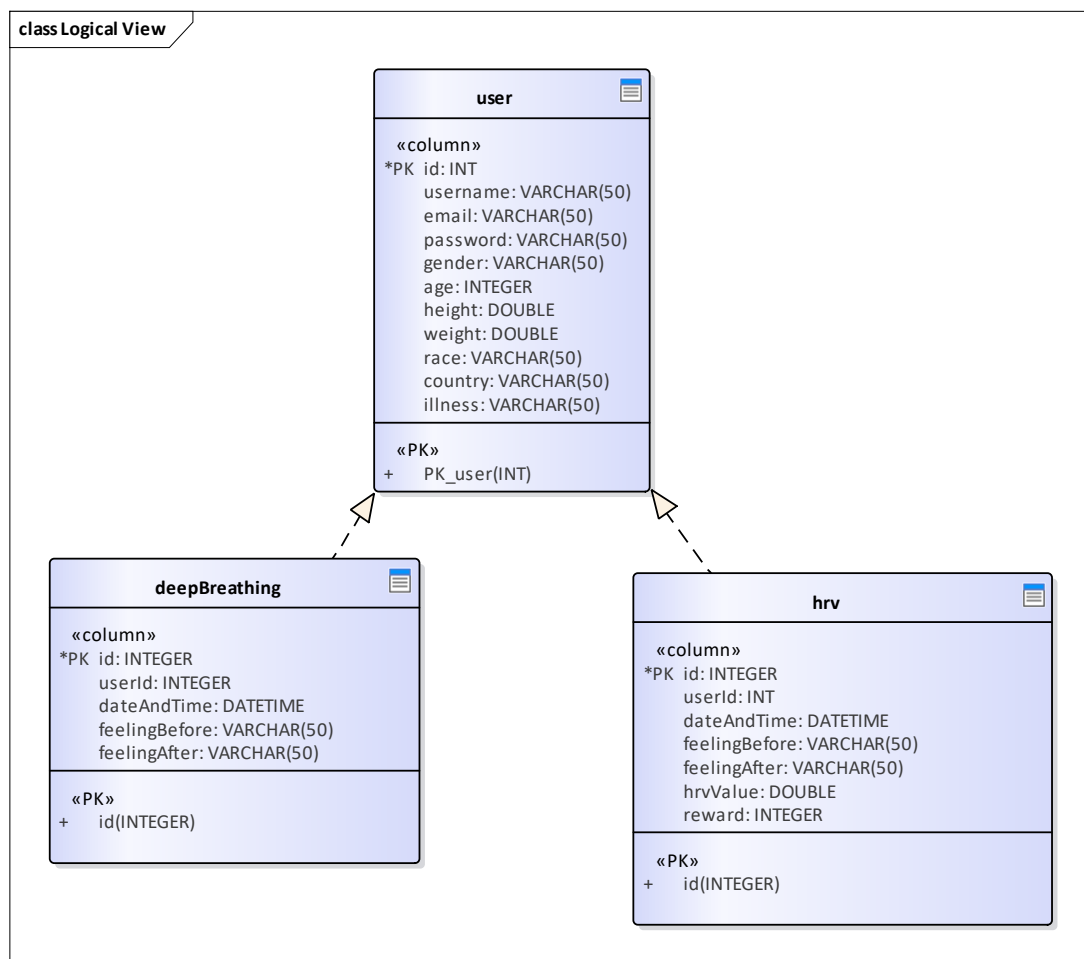 class Logical View
user
«column»
*PK id: INT
username: VARCHAR(50)
email: VARCHAR(50)
password: VARCHAR(50)
gender: VARCHAR(50)
age: INTEGER
height: DOUBLE
weight: DOUBLE
race: VARCHAR(50)
country: VARCHAR(50)
illness: VARCHAR(50)
«PK»
+ PK_user(INT)
deepBreathing
«column»
*PK id: INTEGER
userId: INTEGER
dateAndTime: DATETIME
feelingBefore: VARCHAR(50)
feelingAfter: VARCHAR(50)
«PK»
+ id(INTEGER)
hrv
«column»
*PK id: INTEGER
userId: INT
dateAndTime: DATETIME
feelingBefore: VARCHAR(50)
feelingAfter: VARCHAR(50)
hrvValue: DOUBLE
reward: INTEGER
«PK»
+ id(INTEGER)